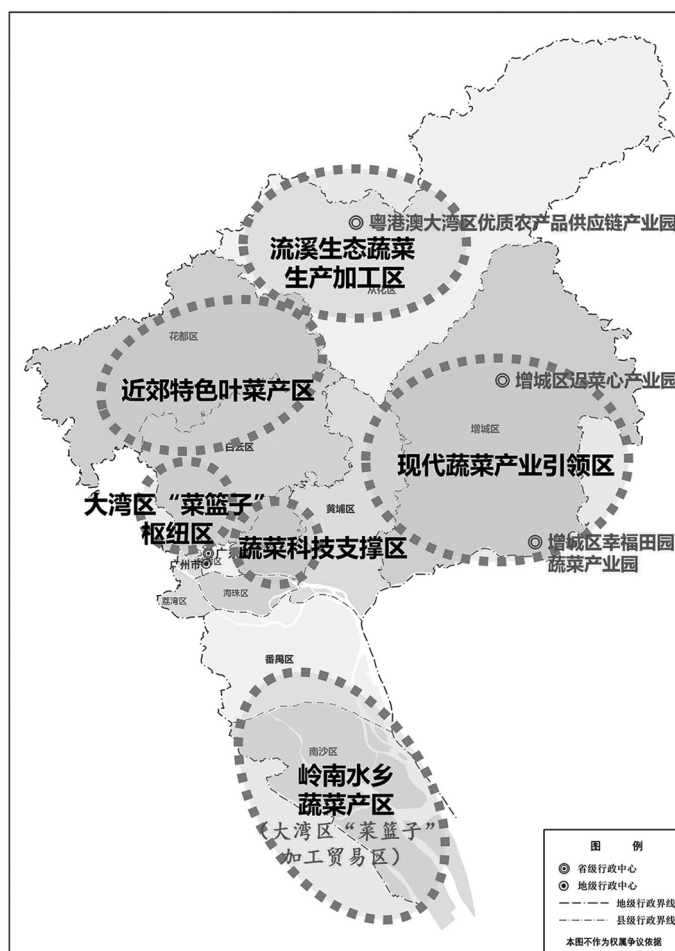 粤港澳大湾区优质农产品供应链产业园
流溪生态蔬菜
生产加工区
从化区
花都区
近郊特色叶菜产区
增城区迟菜心产业园
增城区
白云区
现代蔬菜产业引领区
大湾区“菜篮子”
枢纽区
黄埔区
蔬菜科技支撑区
增城区幸福田园
蔬菜产业园
广
区
广州市
荔湾区
海珠区
番禺区
南沙区
岭南水乡
蔬菜产区
（大湾区“菜篮子”
加工贸易区）
图 例
省级行政中心
地级行政中心
地级行政界线
县级行政界线
本图不作为权属争议依据